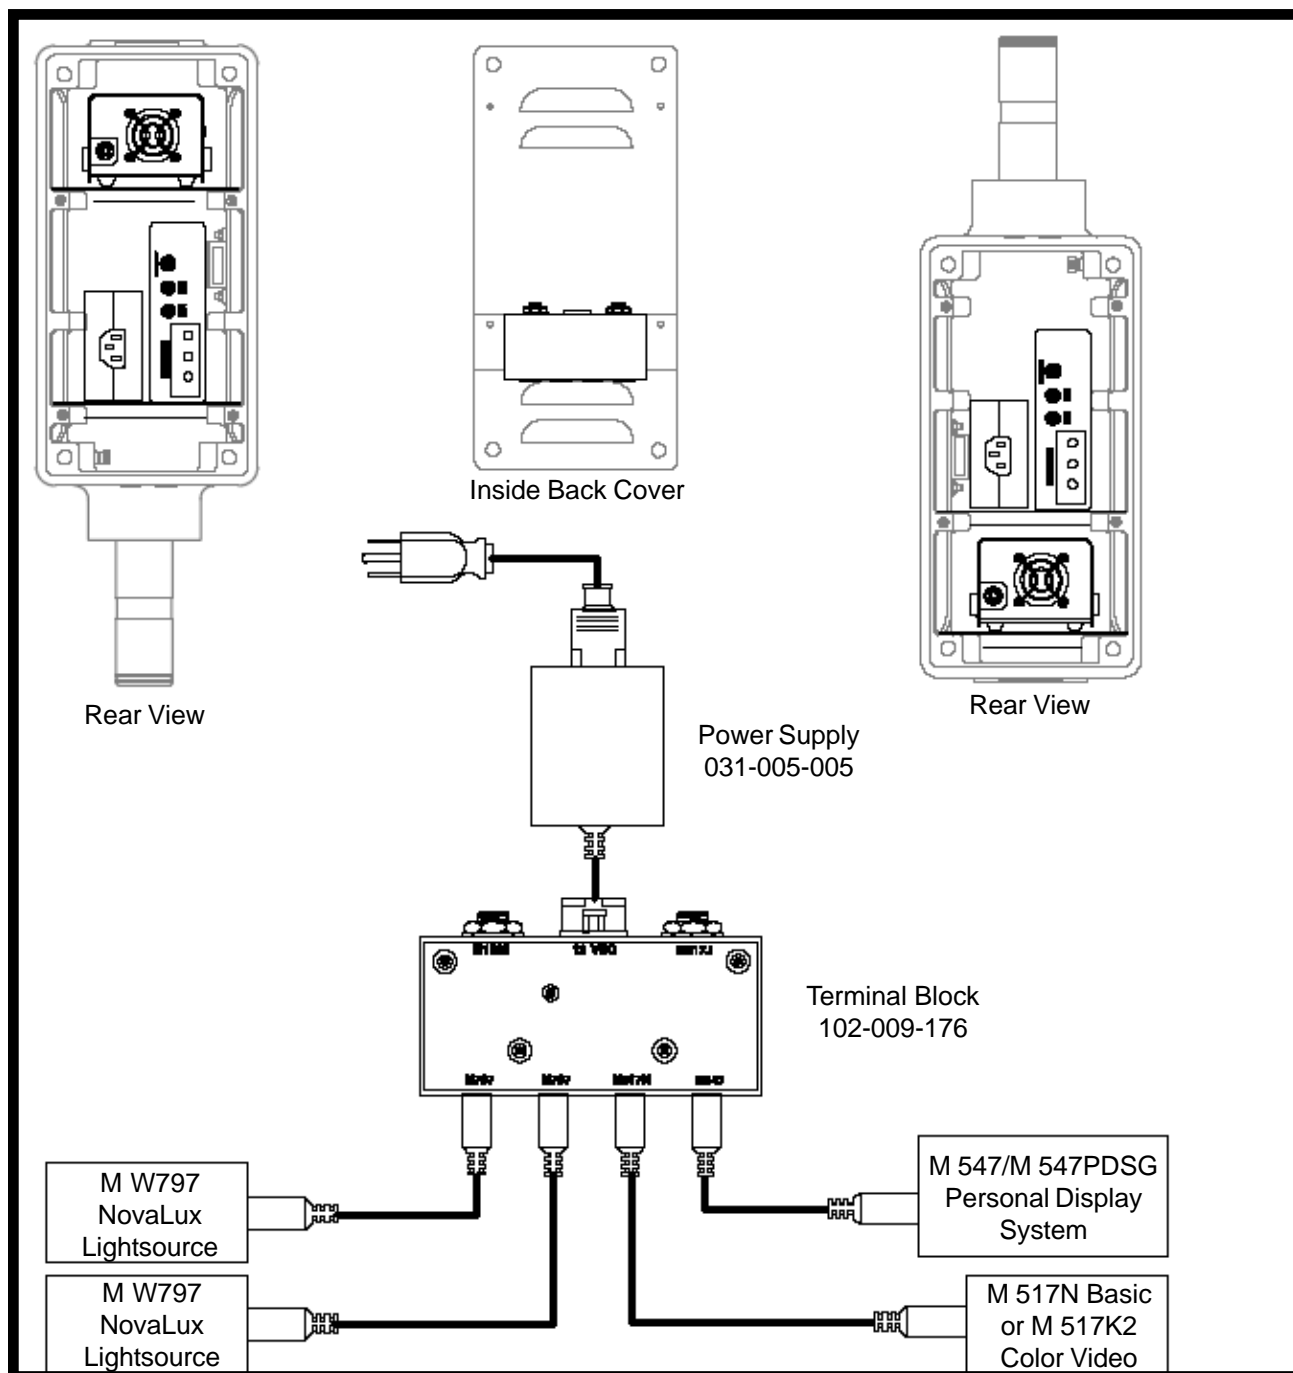 Inside Back Cover
Rear View
Rear View
Power Supply
031-005-005
Terminal Block
102-009-176
M W797
NovaLux
Lightsource
M 547/M 547PDSG
Personal Display
System
M W797
NovaLux
Lightsource
M 517N Basic
or M 517K2
Color Video